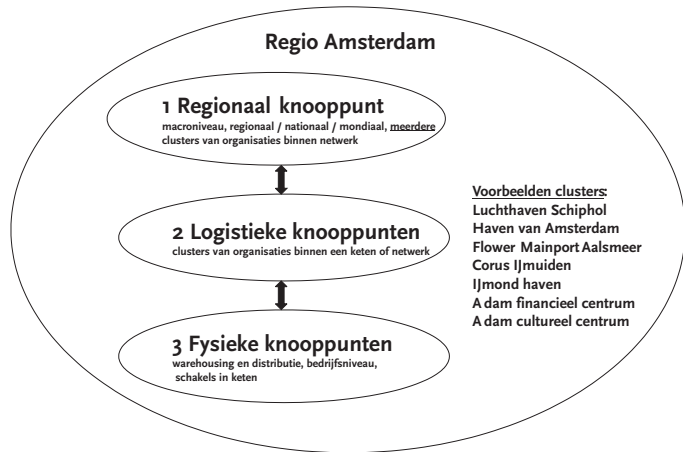 Regio Amsterdam
1 Regionaal knooppunt
macroniveau, regionaal / nationaal / mondiaal, meerdere
clusters van organisaties binnen netwerk
2 Logistieke knooppunten
clusters van organisaties binnen een keten of netwerk
3 Fysieke knooppunten
warehousing en distributie, bedrijfsniveau,
schakels in keten
Voorbeelden clusters:
Luchthaven Schiphol
Haven van Amsterdam
Flower Mainport Aalsmeer
Corus IJmuiden
IJmond haven
A dam financieel centrum
A dam cultureel centrum